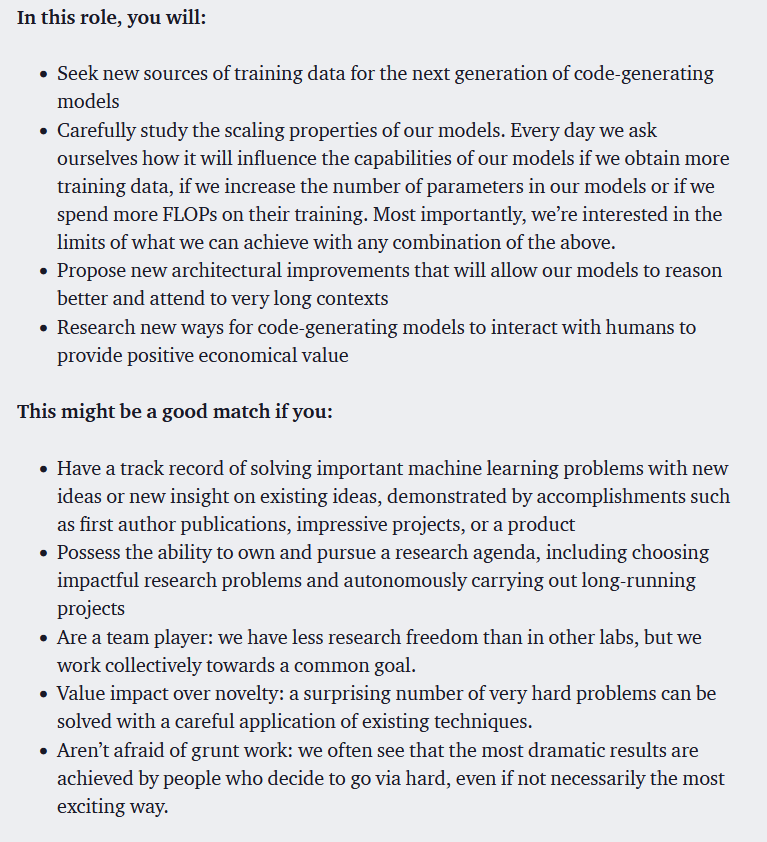 In this role, you will:
• Seek new sources of training data for the next generation of code-generating
models
• Carefully study the scaling properties of our models. Every day we ask
ourselves how it will influence the capabilities of our models if we obtain more
training data, if we increase the number of parameters in our models or if we
spend more FLOPs on their training. Most importantly, we’re interested in the
limits of what we can achieve with any combination of the above.
• Propose new architectural improvements that will allow our models to reason
better and attend to very long contexts
• Research new ways for code-generating models to interact with humans to
provide positive economical value
This might be a good match if you:
• Have a track record of solving important machine learning problems with new
ideas or new insight on existing ideas, demonstrated by accomplishments such
as first author publications, impressive projects, or a product
• Possess the ability to own and pursue a research agenda, including choosing
impactful research problems and autonomously carrying out long-running
projects
• Are a team player: we have less research freedom than in other labs, but we
work collectively towards a common goal.
• Value impact over novelty: a surprising number of very hard problems can be
solved with a careful application of existing techniques.
• Aren’t afraid of grunt work: we often see that the most dramatic results are
achieved by people who decide to go via hard, even if not necessarily the most
exciting way.